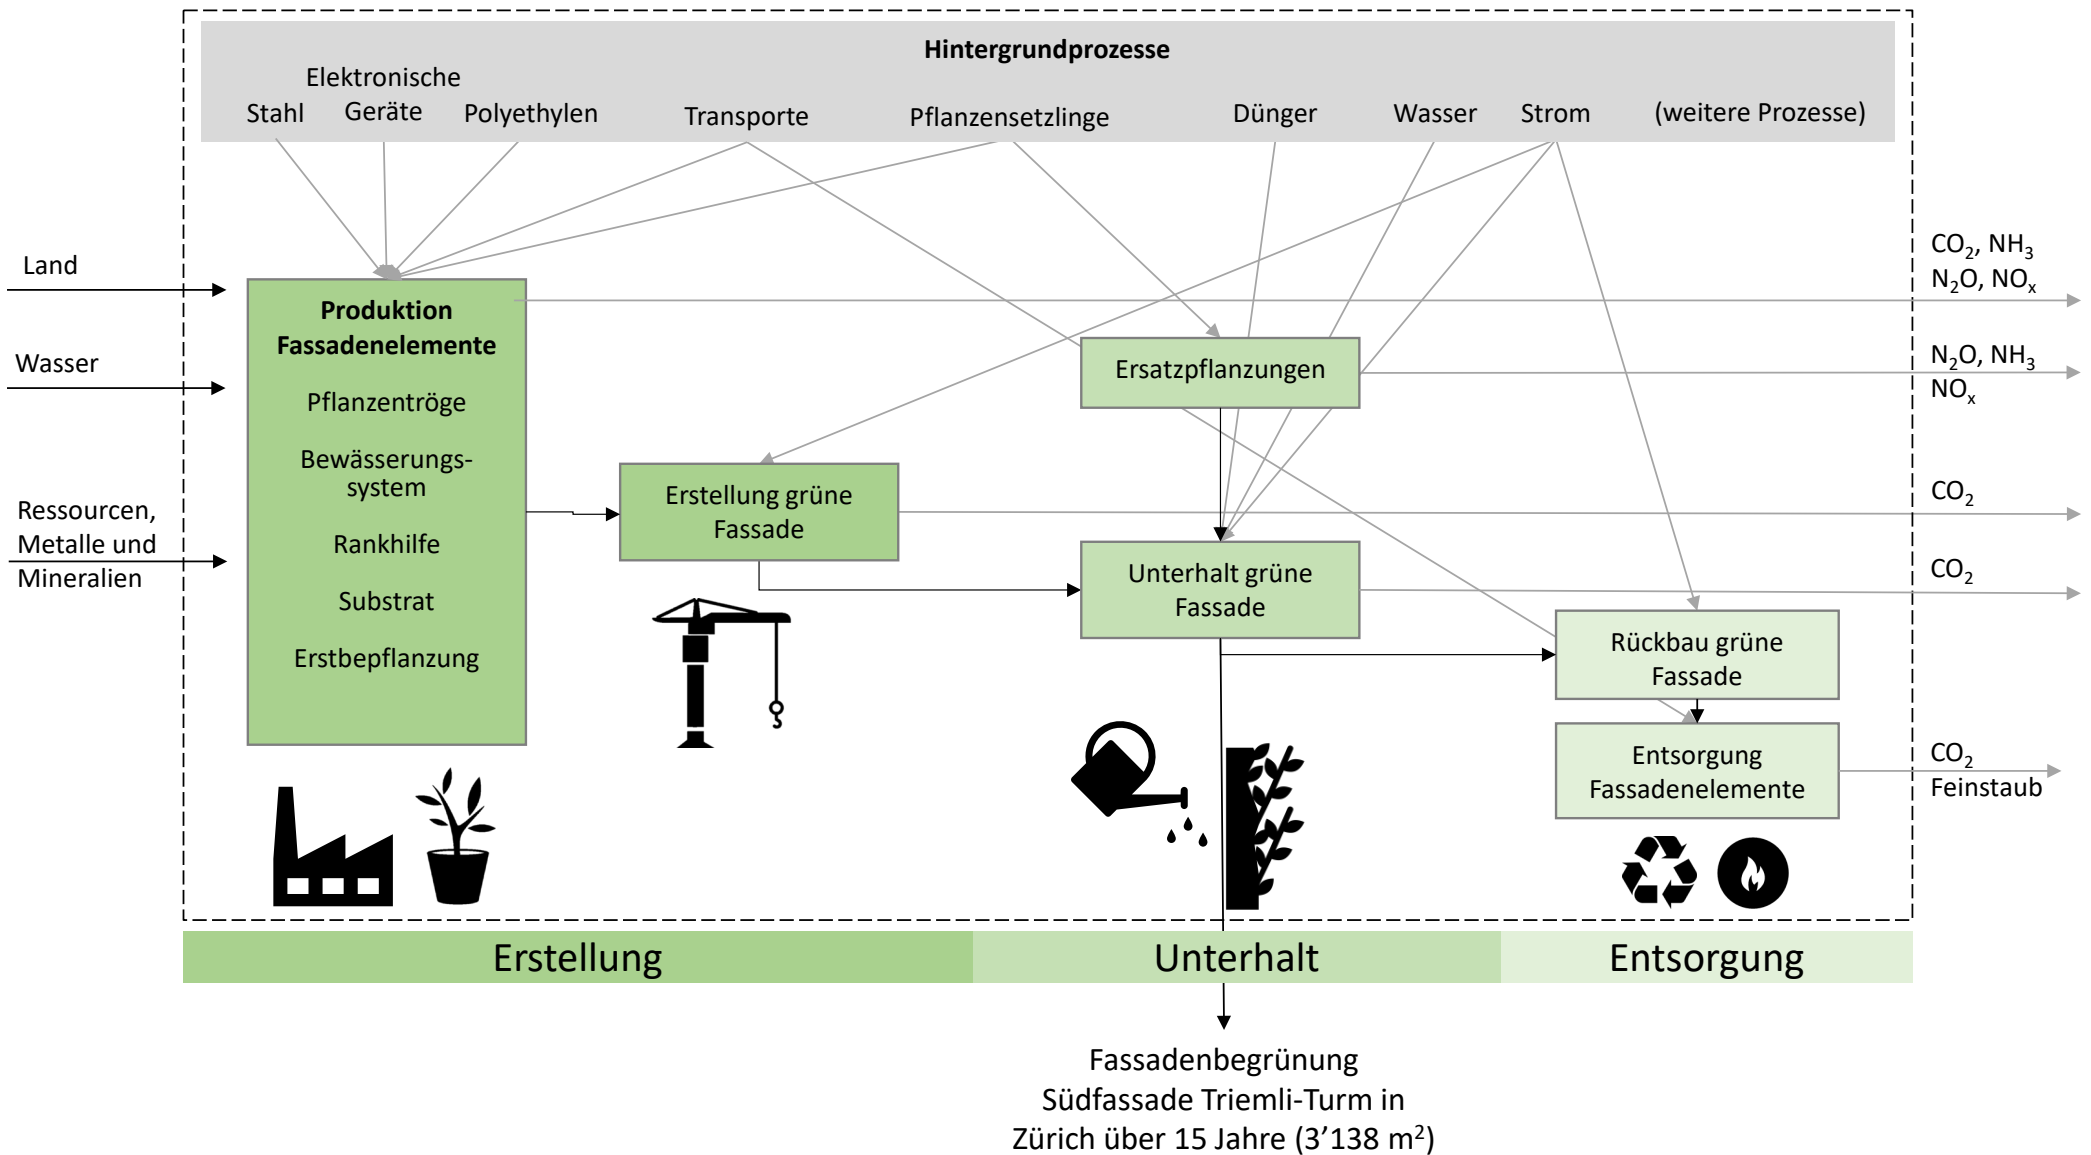 Hintergrundprozesse
Stahl
Elektronische
Geräte
Polyethylen
Transporte
Pflanzensetzlinge
Dünger
Wasser
Strom
(weitere Prozesse)
Land
Wasser
Ressourcen,
Metalle und
Mineralien
Produktion
Fassadenelemente
Pflanzentröge
Bewässerungs-
system
Rankhilfe
Substrat
Erstbepflanzung
Erstellung grüne
Fassade
Ersatzpflanzungen
Unterhalt grüne
Fassade
Rückbau grüne
Fassade
Entsorgung
Fassadenelemente
CO₂, NH₃
N₂O, NOₓ
N₂O, NH₃
NOₓ
CO₂
CO₂
CO₂
Feinstaub
Erstellung
Unterhalt
Entsorgung
Fassadenbegrünung
Südfassade Triemli-Turm in
Zürich über 15 Jahre (3’138 m²)